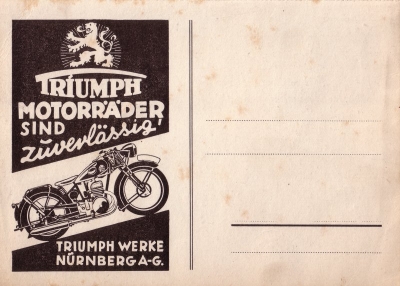 TRIUMPH
MOTORRÄDER
SIND
zuverlässig!
TRIUMPH WERKE
NÜRNBERG A-G.